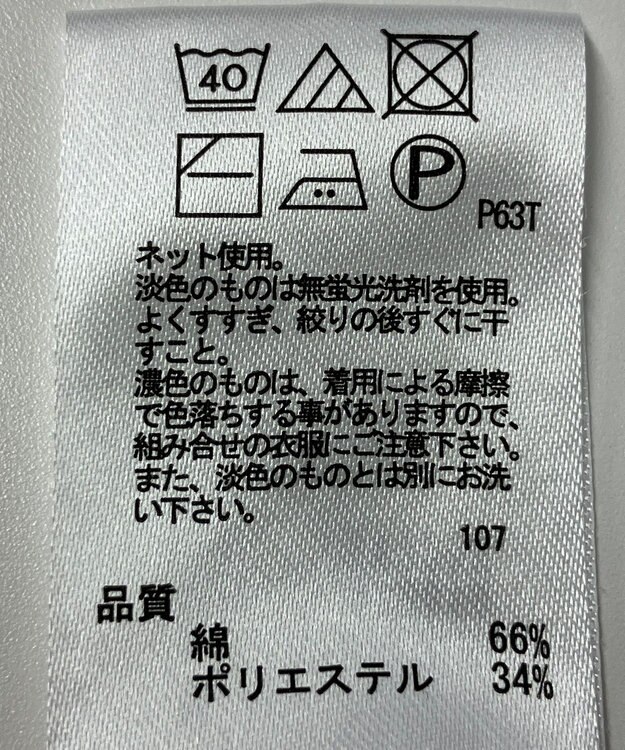 40
P
P63T
ネット使用。
淡色のものは無蛍光洗剤を使用。
よくすすぎ、絞りの後すぐに干
すこと。
濃色のものは、着用による摩擦
で色落ちする事がありますので、
組み合せの衣服にご注意下さい。
また、淡色のものとは別にお洗
い下さい。
107
品質
綿 66%
ポリエステル 34%